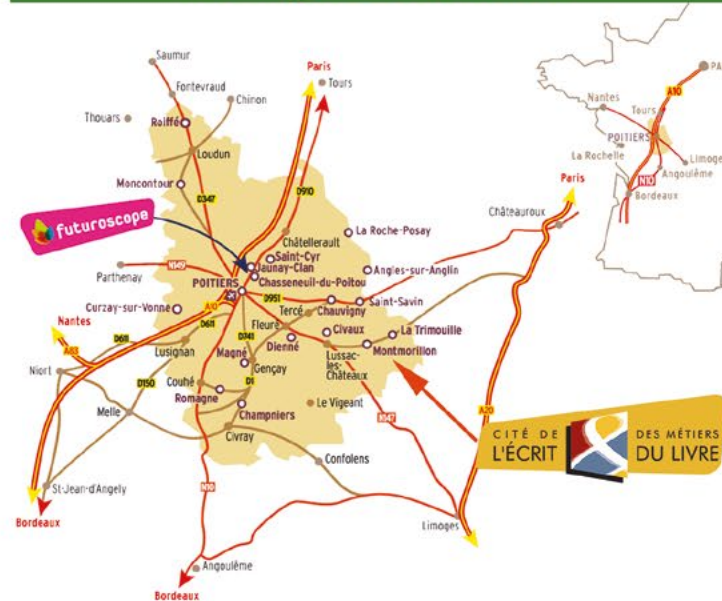 Saumur
Fontevraud
Chinon
Thouars
Roiffé
Loudun
Moncontour
D347
Paris
Tours
D910
futuroscope
Châtellerault
La Roche-Posay
Saint-Cyr
Jaunay-Clan
Chasseneuil-du-Poitou
Angles-sur-Anglin
Parthenay
N149
POITIERS
D951
Saint-Savin
Chauvigny
Curzay-sur-Vonne
A10
Tercé
Fleuré
Nantes
A83
D611
D611
D741
Civaux
La Trimouille
Lusignan
Dienné
Montmorillon
Magné
Gençay
Lussac-
les-
Châteaux
Niort
D150
Couhé
D1
Romagne
Le Vigeant
Melle
Champniers
N147
Civray
Confolens
St-Jean-d'Angely
Bordeaux
N10
Angoulême
Bordeaux
Limoges
A20
Châteauroux
Paris
CITÉ DE
L'ÉCRIT
DES MÉTIERS
DU LIVRE
PA
A10
Nantes
Tours
POITIERS
La Rochelle
Limoge
Angoulême
N10
Bordeaux